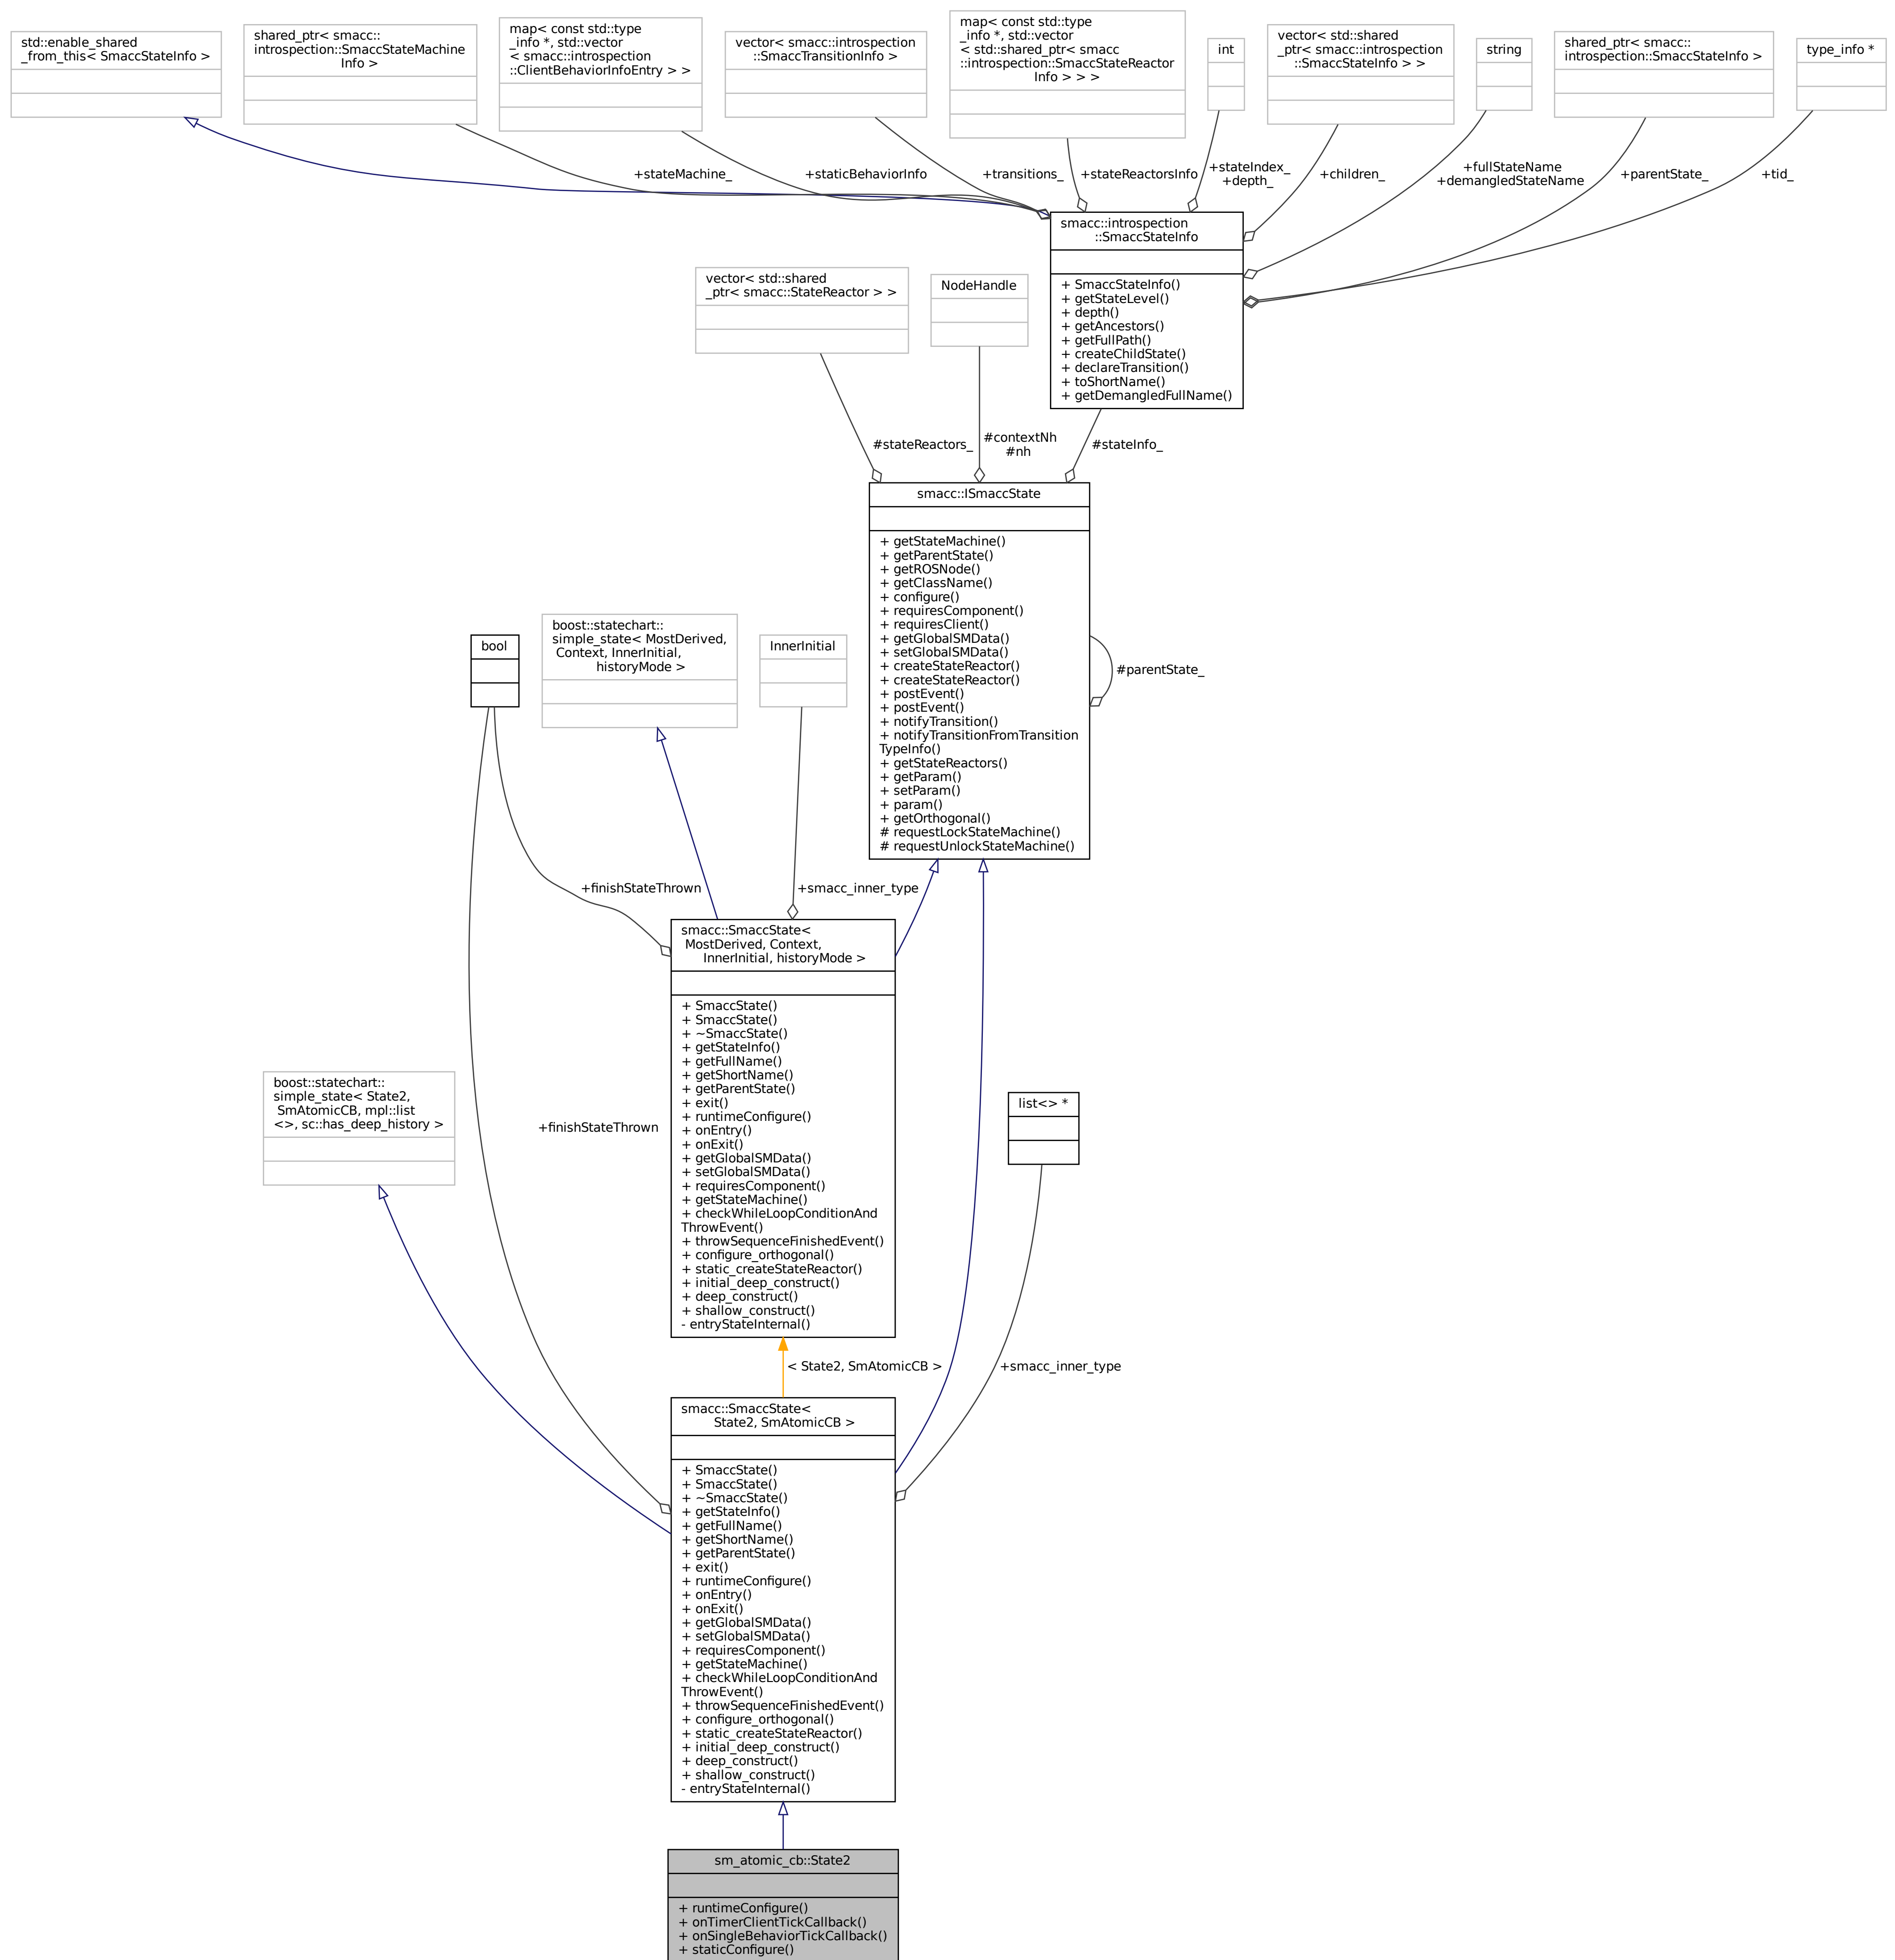 std::enable_shared
_from_this< SmaccStateInfo >
shared_ptr< smacc::
introspection::SmaccStateMachine
Info >
map< const std::type
_info *, std::vector
< smacc::introspection
::ClientBehaviorInfoEntry > >
vector< smacc::introspection
::SmaccTransitionInfo >
map< const std::type
_info *, std::vector
< std::shared_ptr< smacc
::introspection::SmaccStateReactor
Info > > >
int
vector< std::shared
_ptr< smacc::introspection
::SmaccStateInfo > >
string
shared_ptr< smacc::
introspection::SmaccStateInfo >
type_info *
+stateMachine_
+staticBehaviorInfo
+transitions_
+stateReactorsInfo
+stateIndex_
+depth_
+children_
+fullStateName
+demangledStateName
+parentState_
+tid_
smacc::introspection
::SmaccStateInfo
+ SmaccStateInfo()
+ getStateLevel()
+ depth()
+ getAncestors()
+ getFullPath()
+ createChildState()
+ declareTransition()
+ toShortName()
+ getDemangledFullName()
vector< std::shared
_ptr< smacc::StateReactor > >
NodeHandle
#stateReactors_
#contextNh
#nh
#stateInfo_
smacc::ISmaccState
+ getStateMachine()
+ getParentState()
+ getROSNode()
+ getClassName()
+ configure()
+ requiresComponent()
+ requiresClient()
+ getGlobalSMData()
+ setGlobalSMData()
+ createStateReactor()
+ createStateReactor()
+ postEvent()
+ postEvent()
+ notifyTransition()
+ notifyTransitionFromTransition
TypeInfo()
+ getStateReactors()
+ getParam()
+ setParam()
+ param()
+ getOrthogonal()
# requestLockStateMachine()
# requestUnlockStateMachine()
#parentState_
bool
boost::statechart::
simple_state< MostDerived,
Context, InnerInitial,
historyMode >
InnerInitial
+finishStateThrown
+smacc_inner_type
smacc::SmaccState<
MostDerived, Context,
InnerInitial, historyMode >
+ SmaccState()
+ SmaccState()
+ ~SmaccState()
+ getStateInfo()
+ getFullName()
+ getShortName()
+ getParentState()
+ exit()
+ runtimeConfigure()
+ onEntry()
+ onExit()
+ getGlobalSMData()
+ setGlobalSMData()
+ requiresComponent()
+ getStateMachine()
+ checkWhileLoopConditionAnd
ThrowEvent()
+ throwSequenceFinishedEvent()
+ configure_orthogonal()
+ static_createStateReactor()
+ initial_deep_construct()
+ deep_construct()
+ shallow_construct()
- entryStateInternal()
boost::statechart::
simple_state< State2,
SmAtomicCB, mpl::list
<>, sc::has_deep_history >
+finishStateThrown
list<> *
< State2, SmAtomicCB >
+smacc_inner_type
smacc::SmaccState<
State2, SmAtomicCB >
+ SmaccState()
+ SmaccState()
+ ~SmaccState()
+ getStateInfo()
+ getFullName()
+ getShortName()
+ getParentState()
+ exit()
+ runtimeConfigure()
+ onEntry()
+ onExit()
+ getGlobalSMData()
+ setGlobalSMData()
+ requiresComponent()
+ getStateMachine()
+ checkWhileLoopConditionAnd
ThrowEvent()
+ throwSequenceFinishedEvent()
+ configure_orthogonal()
+ static_createStateReactor()
+ initial_deep_construct()
+ deep_construct()
+ shallow_construct()
- entryStateInternal()
sm_atomic_cb::State2
+ runtimeConfigure()
+ onTimerClientTickCallback()
+ onSingleBehaviorTickCallback()
+ staticConfigure()